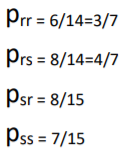 Prr = 6/14=3/7
Prs = 8/14=4/7
Psr = 8/15
Pss = 7/15